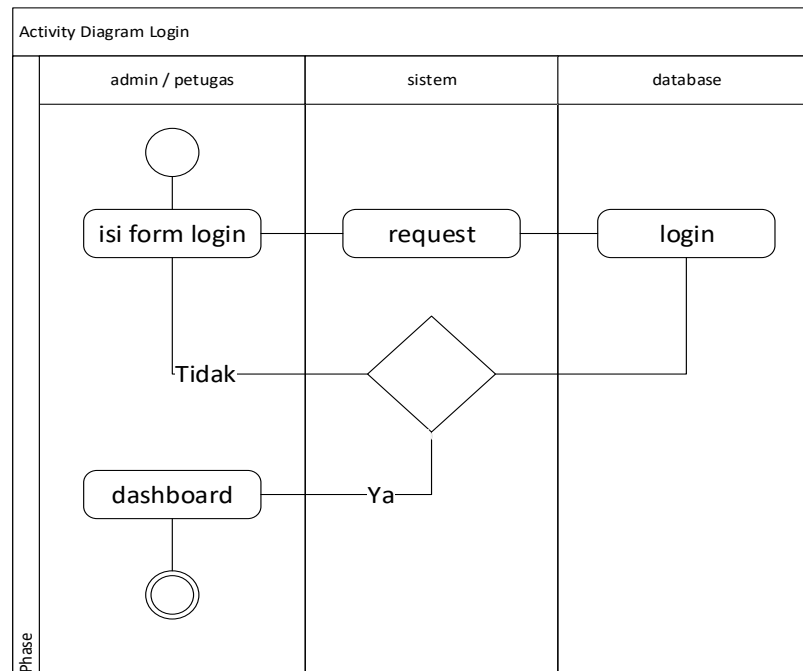 Activity Diagram Login
admin / petugas
sistem
database
isi form login
request
login
Tidak
dashboard
Ya
Phase